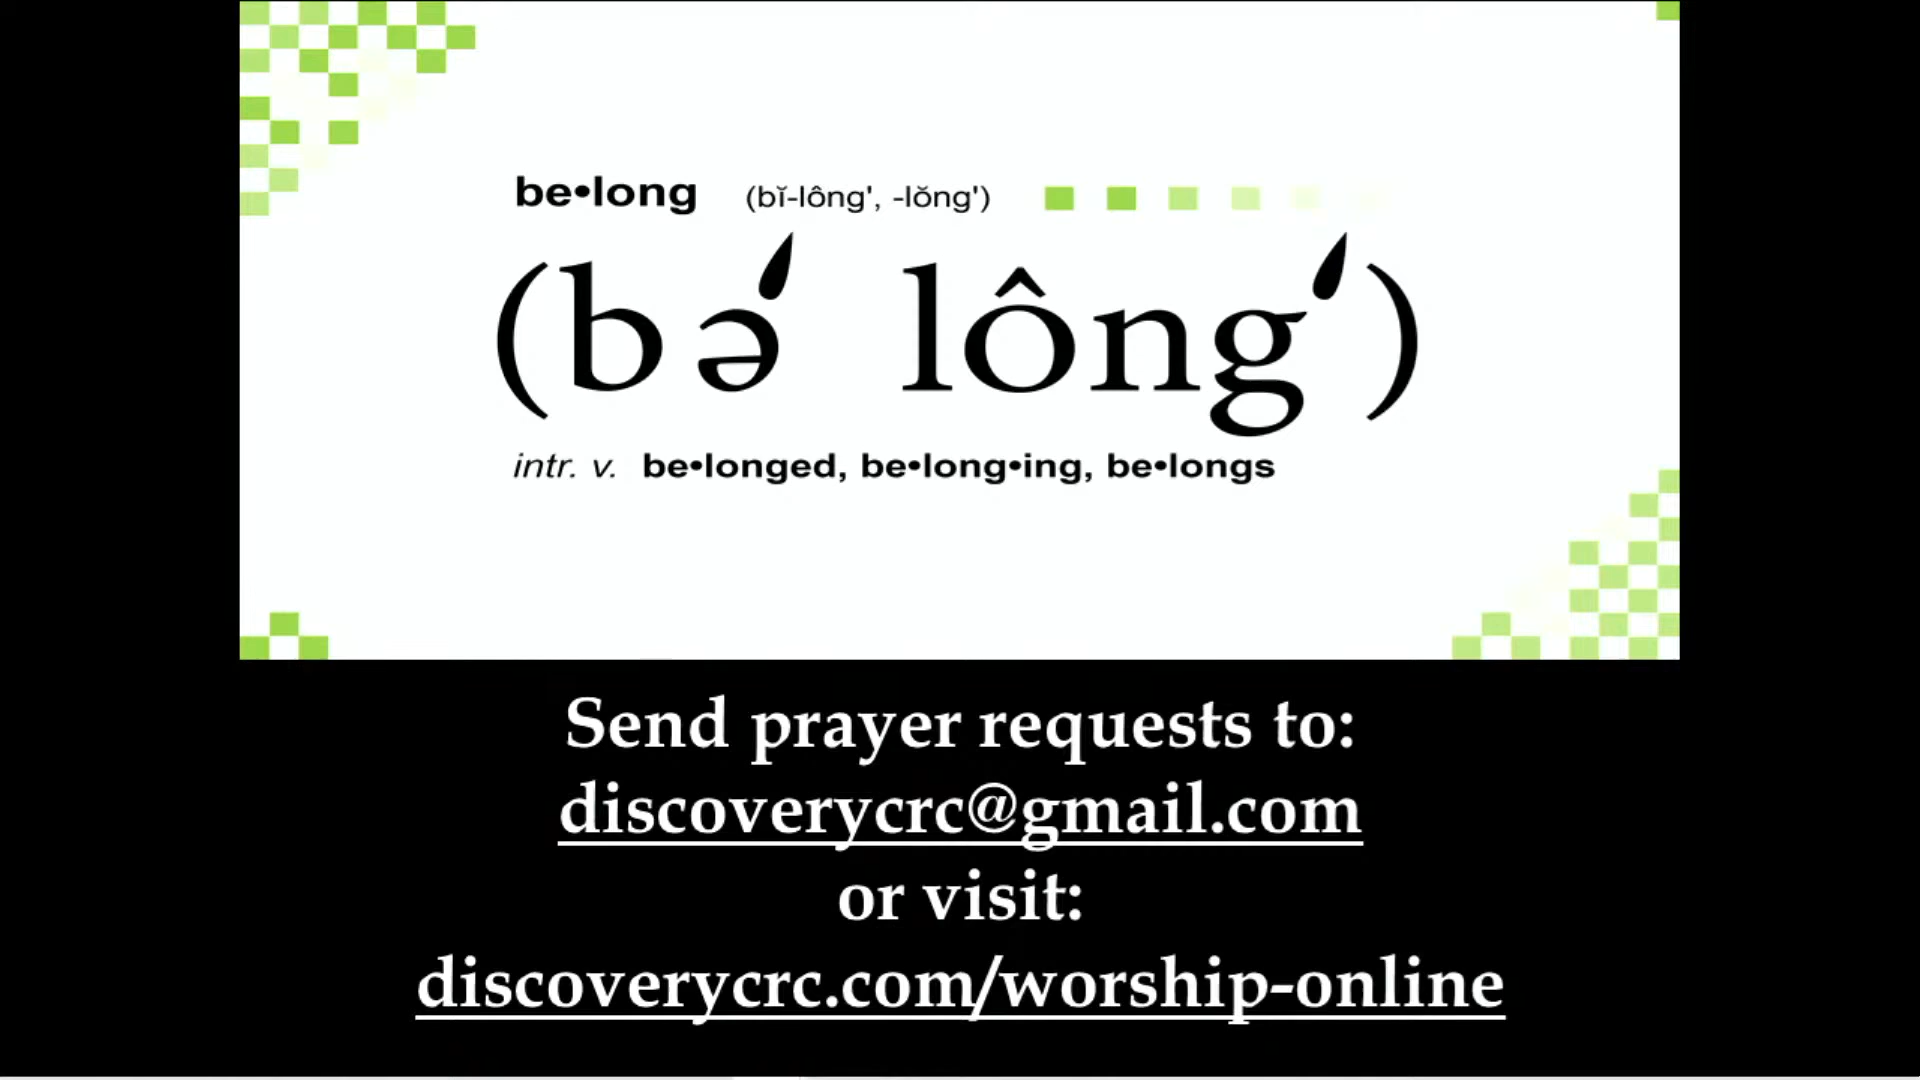 be•long (bĭ-lông', -lŏng')
(bə' lông')
intr. v. be•longed, be•long•ing, be•longs
Send prayer requests to:
discoverycrc@gmail.com
or visit:
discoverycrc.com/worship-online